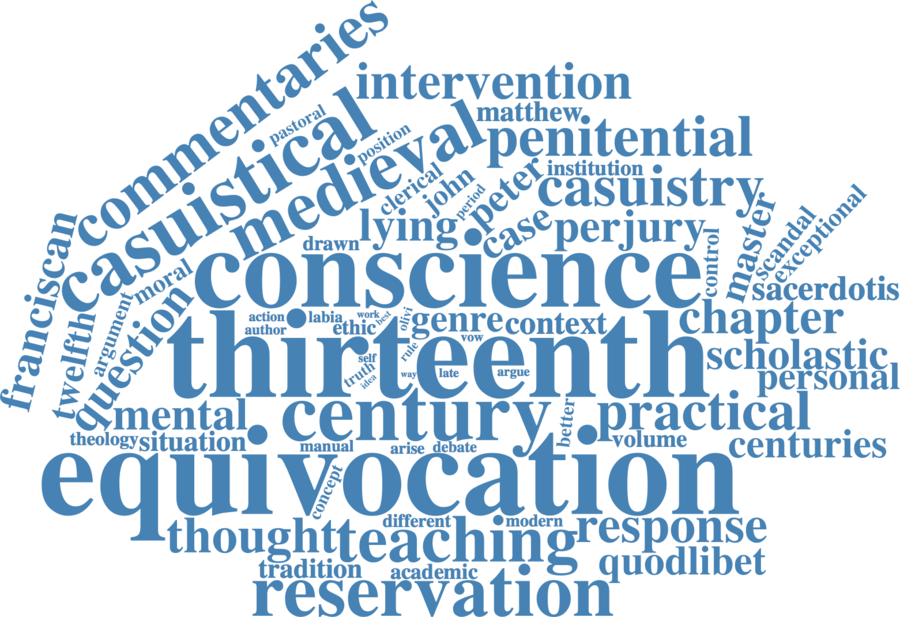 commentaries
intervention
casuistical
pastoral
position
medieval
matthew
penitential
clerical
john
period
peter
institution
casuistry
franciscan
twelfth
argument
moral
question
drawn
lying
case
perjury
control
master
scandal
exceptional
conscience
sacerdotis
action
author
labia
ethic
work
best
olivi
genre
context
chapter
thirteenth
self
truth
idea
rule
way
vow
late
argue
scholastic
personal
mental
century
better
practical
theology
situation
manual
arise
debate
volume
centuries
equivocation
concept
different
modern
thought
teaching
response
tradition
academic
quodlibet
reservation